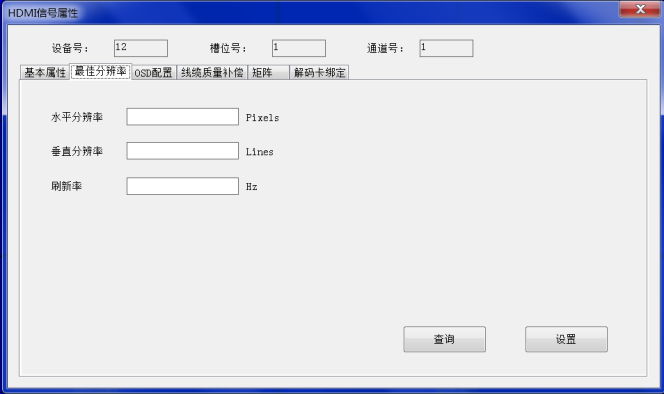 HDMI信号属性
设备号： 12 槽位号： 1 通道号： 1
基本属性 最佳分辨率 OSD配置 线缆质量补偿 矩阵 解码卡绑定
水平分辨率 Pixels
垂直分辨率 Lines
刷新率 Hz
查询 设置